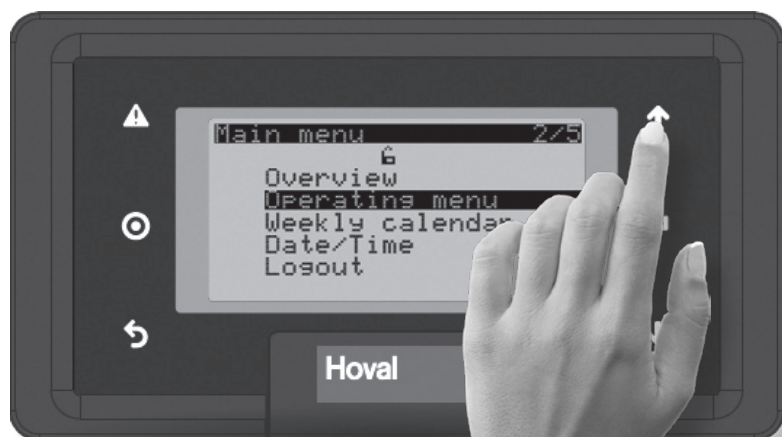 Main menu 2/5
Overview
Operating menu
Weekly calendar
Date/Time
Logout
Hoval